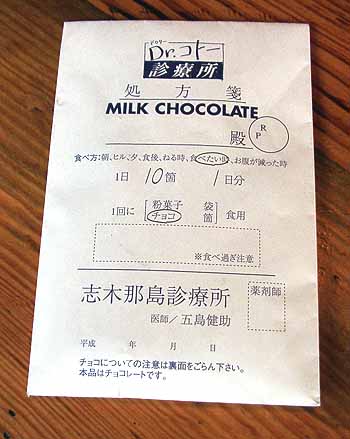 ドクター
Dr.コトー
診療所
処方箋
MILK CHOCOLATE
殿
R
P
食べ方:朝、ヒル、夕、食後、ねる時、食べたい時、お腹が減った時
1日 10箇 1日分
1回に 粉菓子 袋 食用
チョコ 箇
※食べ過ぎ注意
志木那島診療所
薬剤師
医師/五島健助
平成 年 月 日
チョコについての注意は裏面をごらん下さい。
本品はチョコレートです。